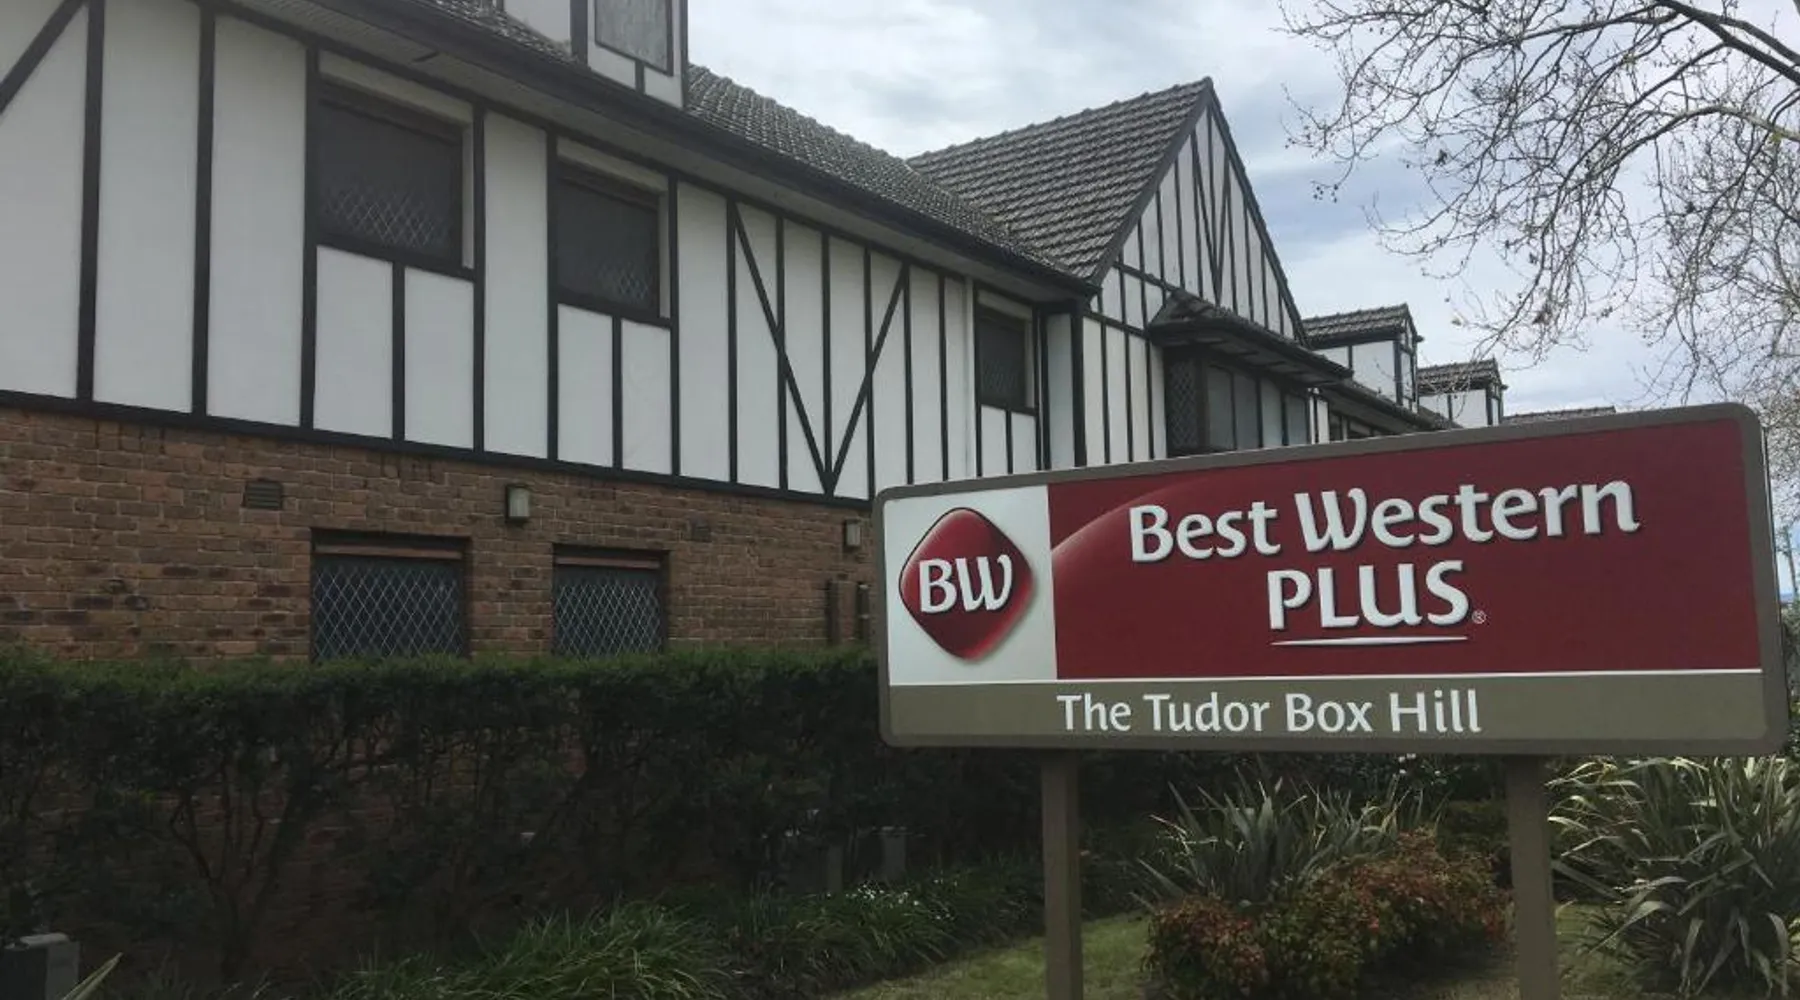 BW
Best Western
PLUS®
The Tudor Box Hill